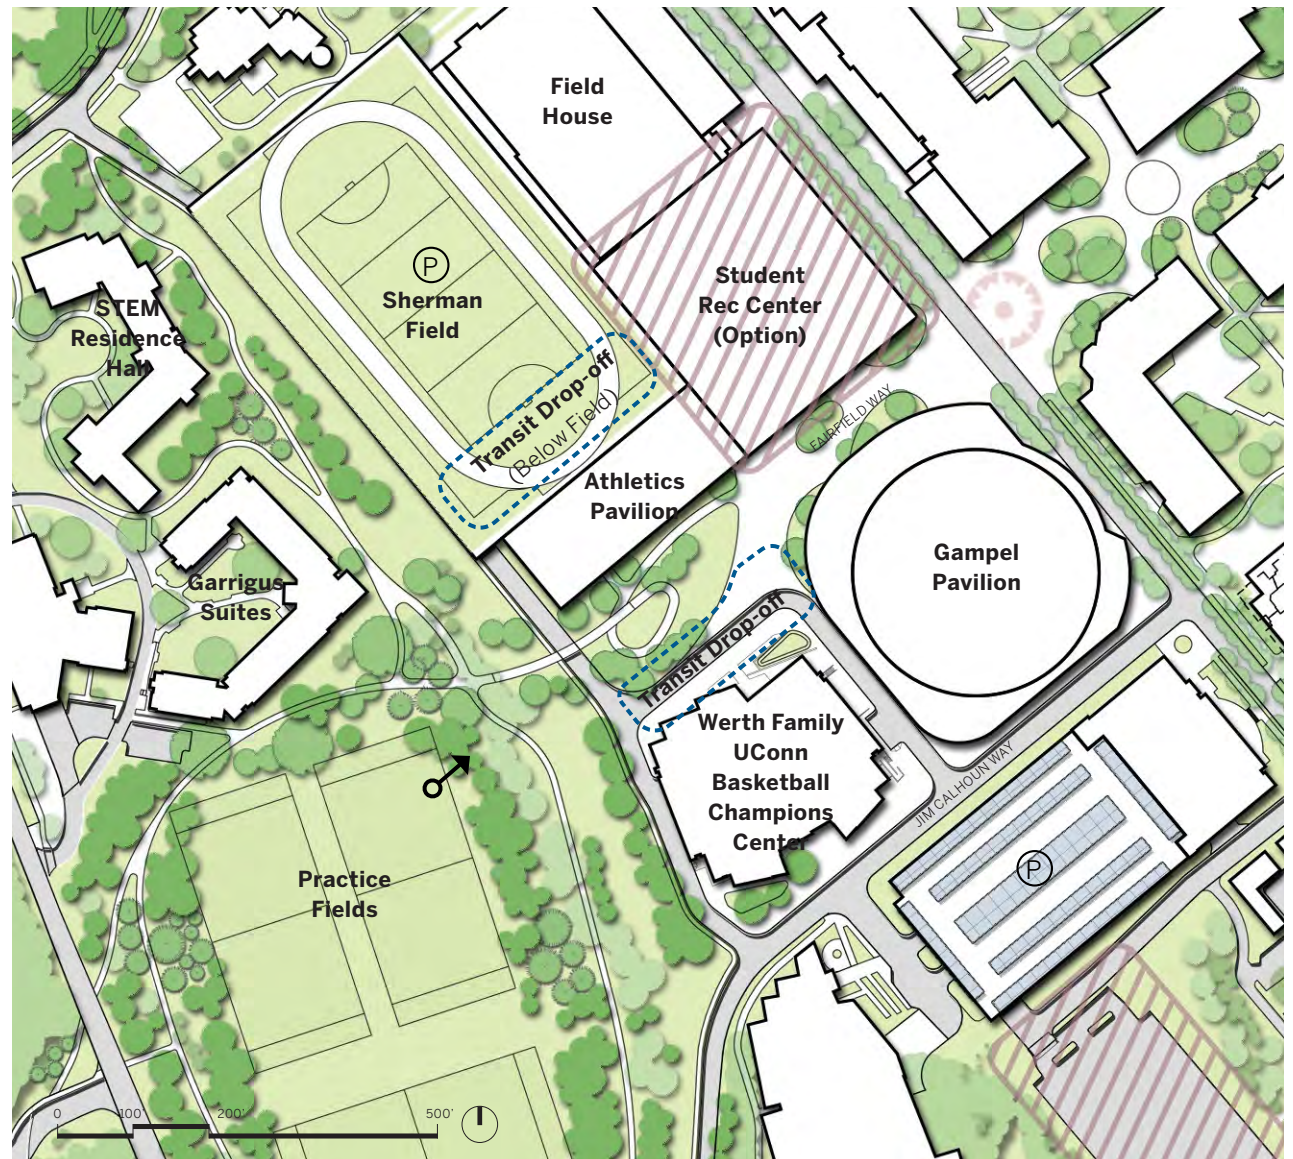 Field
House
Student
Rec Center
(Option)
P
Sherman
Field
STEM
Residence
Hall
Transit Drop-off
(Below Field)
FAIRFIELD WAY
Athletics
Pavilion
Gampel
Pavilion
Garrigus
Suites
Transit Drop-off
Werth Family
UConn
Basketball
Champions
Center
JIM CALHOUN WAY
P
Practice
Fields
0 100' 200' 500'